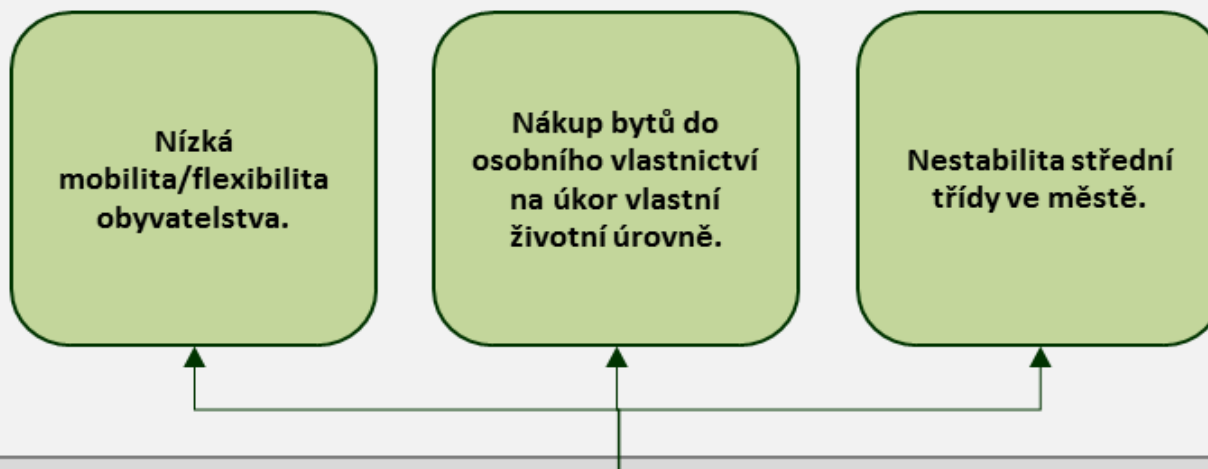 Nízká
mobilita/flexibilita
obyvatelstva.
Nákup bytů do
osobního vlastnictví
na úkor vlastní
životní úrovně.
Nestabilita střední
třídy ve městě.